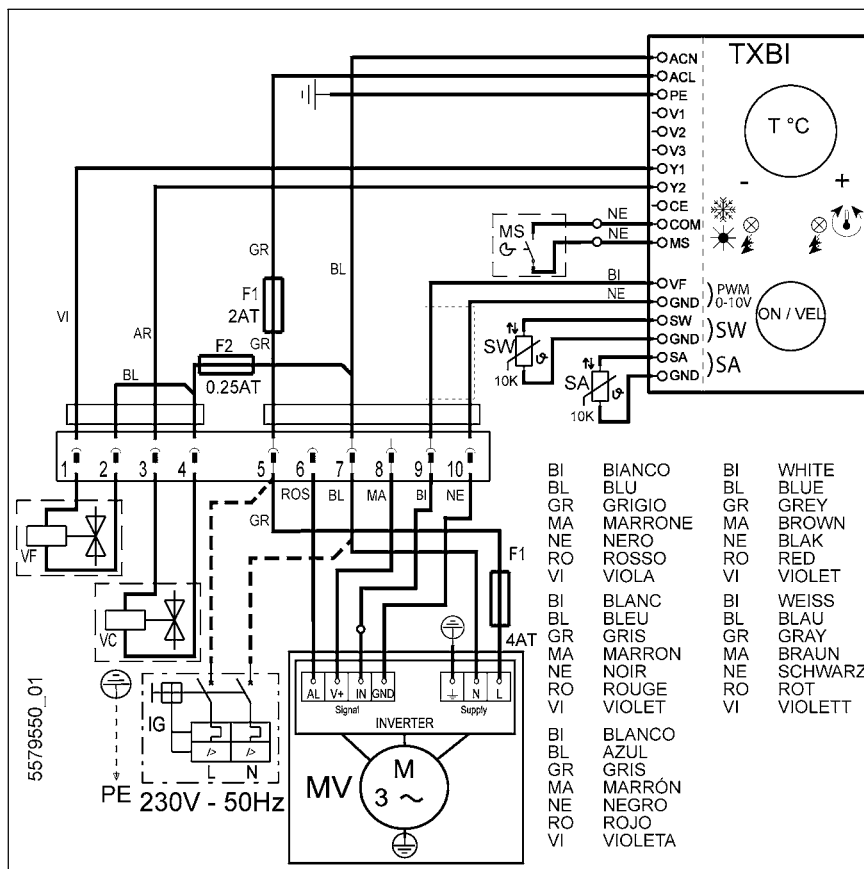 TXBI
ACN
ACL
PE
V1
V2
V3
Y1
Y2
CE
COM
MS
VF
GND
SW
GND
SA
GND
T °C
- +
PWM
0-10V
SW
SA
ON / VEL
NE
NE
MS
BI
NE
SW
10K
SA
10K
GR
F1
2AT
GR
BL
VI
AR
F2
0.25AT
BL
1 2 3 4 5 6 7 8 9 10
ROS BL MA BI NE
GR
VF
VC
F1
4AT
AL V+ IN GND
Signat
N L
Supply
INVERTER
MV
M
3 ~
IG
I> I>
L N
PE
230V - 50Hz
5579550_01
BI BIANCO BI WHITE
BL BLU BL BLUE
GR GRIGIO GR GREY
MA MARRONE MA BROWN
NE NERO NE BLAK
RO ROSSO RO RED
VI VIOLA VI VIOLET
BI BLANC BI WEISS
BL BLEU BL BLAU
GR GRIS GR GRAY
MA MARRON MA BRAUN
NE NOIR NE SCHWARZ
RO ROUGE RO ROT
VI VIOLET VI VIOLETT
BI BLANCO
BL AZUL
GR GRIS
MA MARRÓN
NE NEGRO
RO ROJO
VI VIOLETA